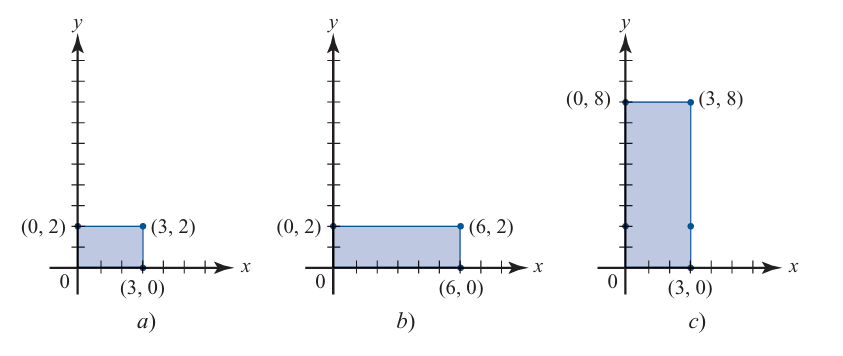 y
(0, 2)
(3, 2)
0
(3, 0)
x
a)
y
(0, 2)
(6, 2)
0
(6, 0)
x
b)
y
(0, 8)
(3, 8)
0
(3, 0)
x
c)